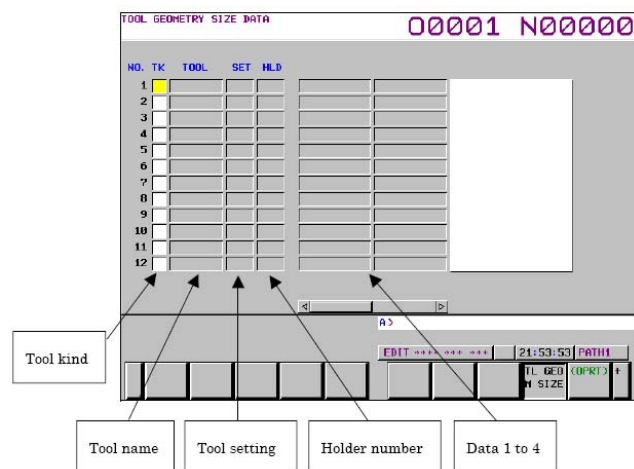 TOOL GEOMETRY SIZE DATA
O0001 N00000
NO. TK TOOL SET HLD
1
2
3
4
5
6
7
8
9
10
11
12
A>
EDIT **** *** *** 21:53:53 PATH1
TL GEO (OPRT) +
M SIZE
Tool kind
Tool name Tool setting Holder number Data 1 to 4